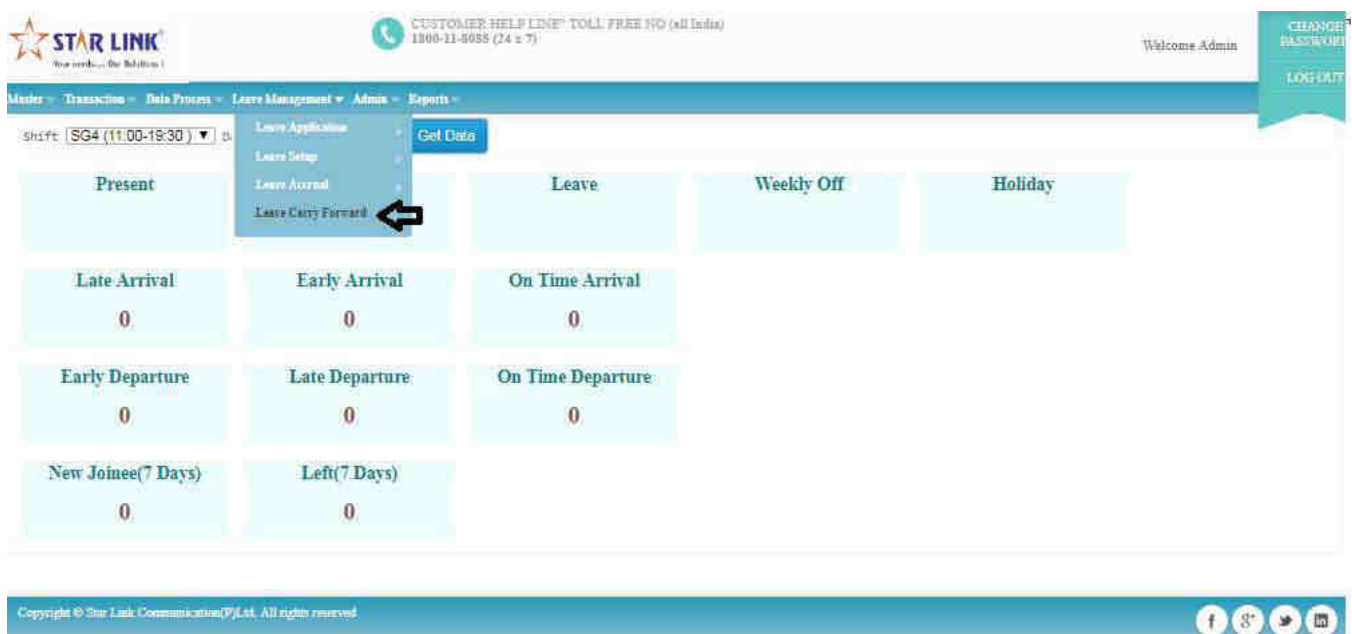 STAR LINK
CUSTOMER HELP LINE" TOLL FREE NO (all India)
1800-11-8085 (24 x 7)
Welcome Admin
CHANGE
LOG OUT
Master
Transaction
Data Process
Leave Management
Admin
Reports
Shift
SG4 (11:00-19:30 )
Get Data
Leave Application
Leave Setup
Leave Accrual
Leave Carry Forward
Present
Leave
Weekly Off
Holiday
Late Arrival
Early Arrival
On Time Arrival
0
0
0
Early Departure
Late Departure
On Time Departure
0
0
0
New Joinee(7 Days)
Left(7 Days)
0
0
Copyright © Star Link Communication(P)Ltd. All rights reserved